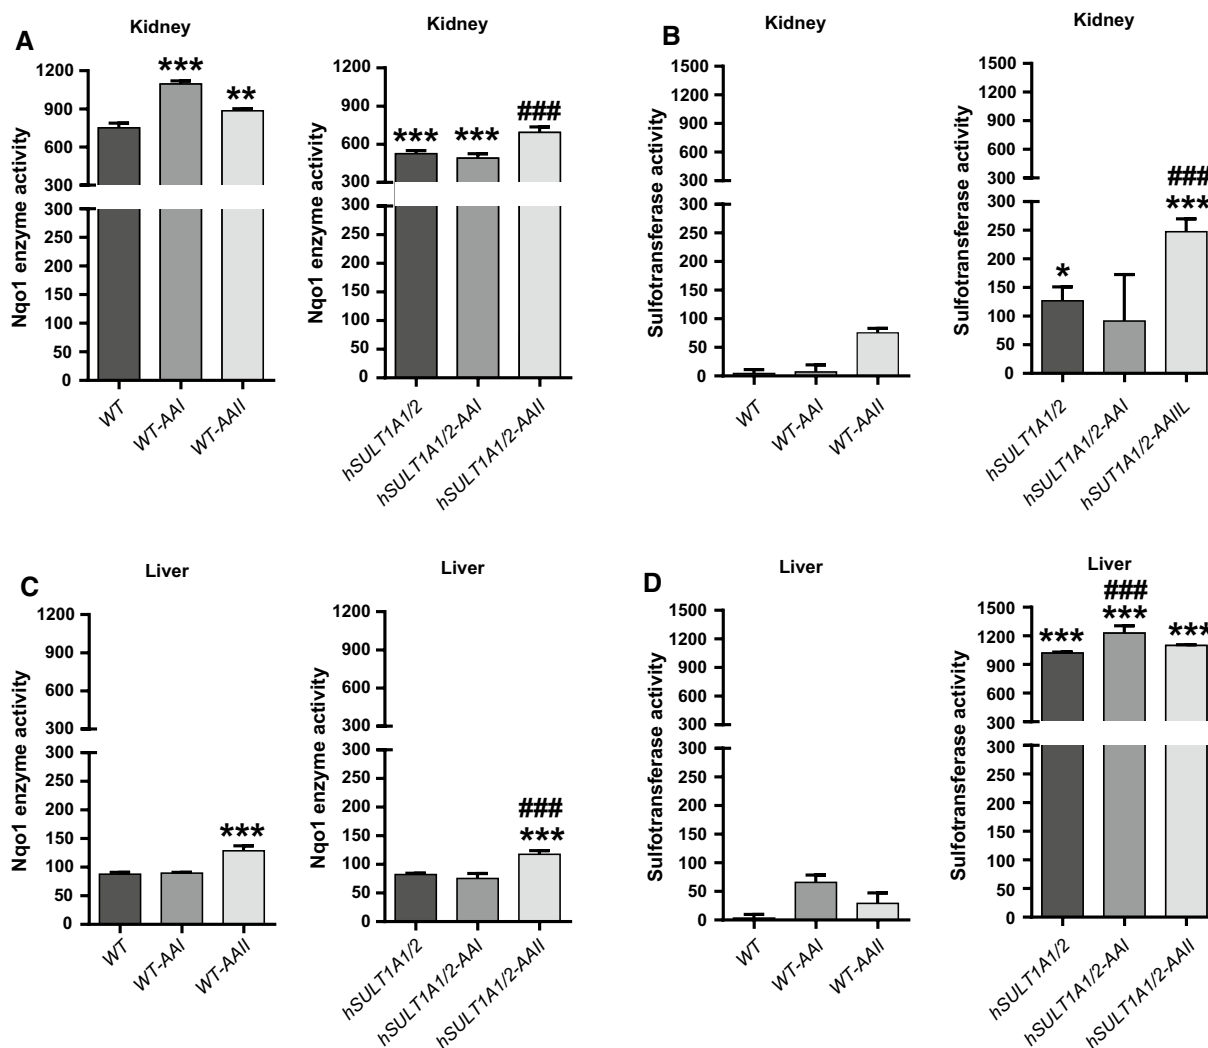 A
Kidney
Nqo1 enzyme activity
1200
900
600
300
300
250
200
150
100
50
0
***
**
WT
WT-AAI
WT-AAII
Kidney
Nqo1 enzyme activity
1200
900
600
300
300
250
200
150
100
50
0
***
***
###
hSULT1A1/2
hSULT1A1/2-AAI
hSULT1A1/2-AAII
B
Kidney
Sulfotransferase activity
1500
1200
900
600
300
300
250
200
150
100
50
0
WT
WT-AAI
WT-AAII
Kidney
Sulfotransferase activity
1500
1200
900
600
300
300
250
200
150
100
50
0
*
###
***
hSULT1A1/2
hSULT1A1/2-AAI
hSUT1A1/2-AAIIL
C
Liver
Nqo1 enzyme activity
1200
900
600
300
300
250
200
150
100
50
0
***
WT
WT-AAI
WT-AAII
Liver
Nqo1 enzyme activity
1200
900
600
300
300
250
200
150
100
50
0
###
***
hSULT1A1/2
hSULT1A1/2-AAI
hSULT1A1/2-AAII
D
Liver
Sulfotransferase activity
1500
1200
900
600
300
300
250
200
150
100
50
0
WT
WT-AAI
WT-AAII
Liver
Sulfotransferase activity
1500
1200
900
600
300
300
250
200
150
100
50
0
***
###
***
***
hSULT1A1/2
hSULT1A1/2-AAI
hSULT1A1/2-AAII